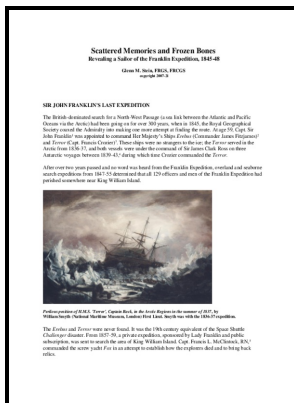 Scattered Memories and Frozen Bones
Revealing a Sailor of the Franklin Expedition, 1845-48
Glenn M. Stein, FRGS, FRCGS
copyright 2007 ©
SIR JOHN FRANKLIN'S LAST EXPEDITION
The British-dominated search for a North-West Passage (a sea link between the Atlantic and Pacific
Oceans via the Arctic) had been going on for over 300 years, when in 1845, the Royal Geographical
Society coaxed the Admiralty into making one more attempt at finding the route. At age 59, Capt. Sir
John Franklin was appointed to command Her Majesty's Ships Erebus (Commander James Fitzjames)
and Terror (Capt. Francis Crozier). These ships were no strangers to the ice; the Terror served in the
Arctic from 1836-37, and both vessels were under the command of Sir James Clark Ross on three
Antarctic voyages between 1839-43, during which time Crozier commanded the Terror.
After over two years passed and no word was heard from the Franklin Expedition, overland and seaborne
search expeditions from 1847-55 determined that all 129 officers and men of the Franklin Expedition had
perished somewhere near King William Island.
Perilous position of H.M.S. 'Terror', Captain Back, in the Arctic Regions in the summer of 1837, by
William Smyth (National Maritime Museum, London) First Lieut. Smyth was with the 1836-37 expedition.
The Erebus and Terror were never found. It was the 19th century equivalent of the Space Shuttle
Challenger disaster. From 1857-59, a private expedition, sponsored by Lady Franklin and public
subscription, was sent to search the area of King William Island. Capt. Francis L. McClintock, RN,
commanded the screw yacht Fox in an attempt to establish how the explorers died and to bring back
relics.